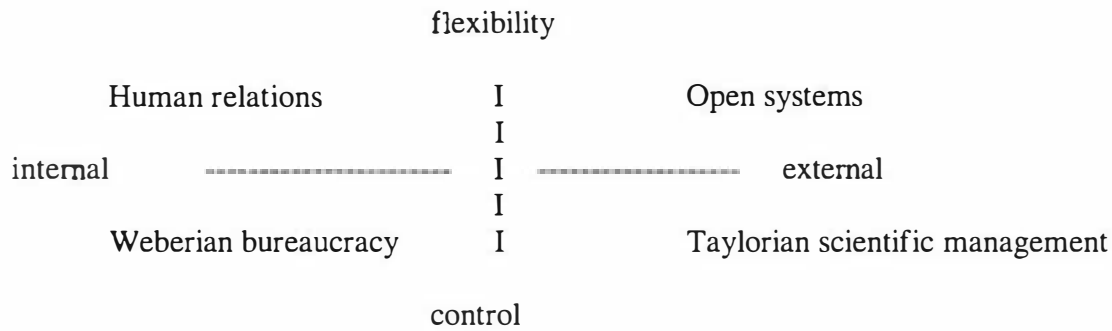 flexibility
Human relations I Open systems
I
internal ---------------------- I ------------------ external
I
Weberian bureaucracy I Taylorian scientific management
control